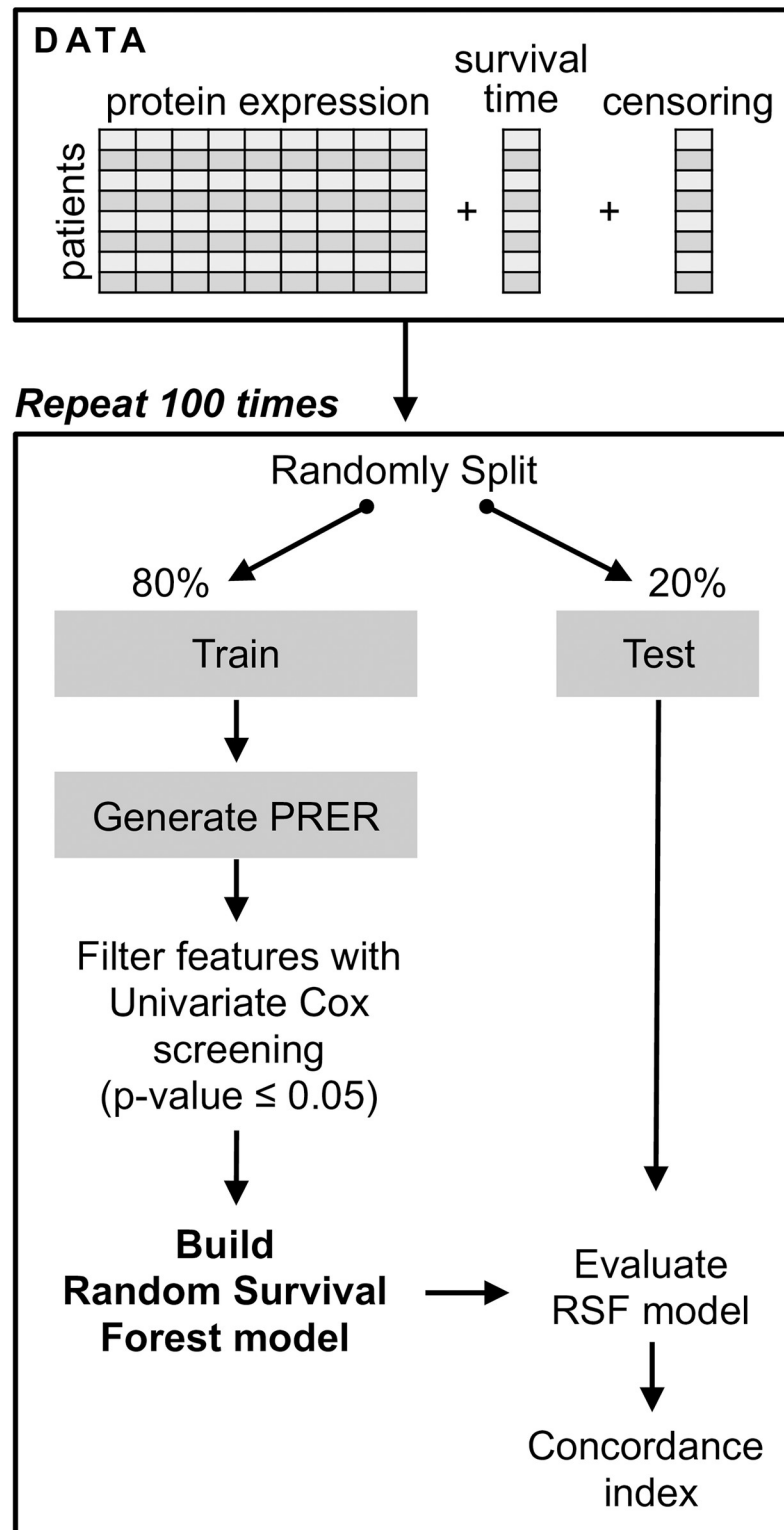 DATA
protein expression
survival
time
censoring
patients
+
+
Repeat 100 times
Randomly Split
80%
20%
Train
Test
Generate PRER
Filter features with
Univariate Cox
screening
(p-value ≤ 0.05)
Build
Random Survival
Forest model
Evaluate
RSF model
Concordance
index